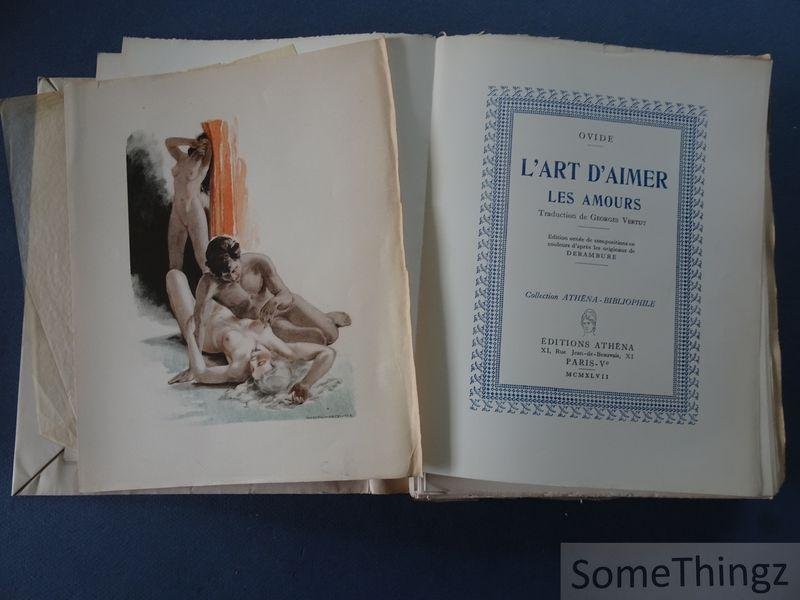 OVIDE
L'ART D'AIMER
LES AMOURS
Traduction de GEORGES VERTUT
Edition ornée de compositions en
couleurs d'après les originaux de
DERAMBURE
Collection ATHÊNA-BIBLIOPHILE
ÉDITIONS ATHÊNA
XI, Rue Jean-de-Beauvais, XI
PARIS-Vᵉ
MCMXLVII
SomeThingz